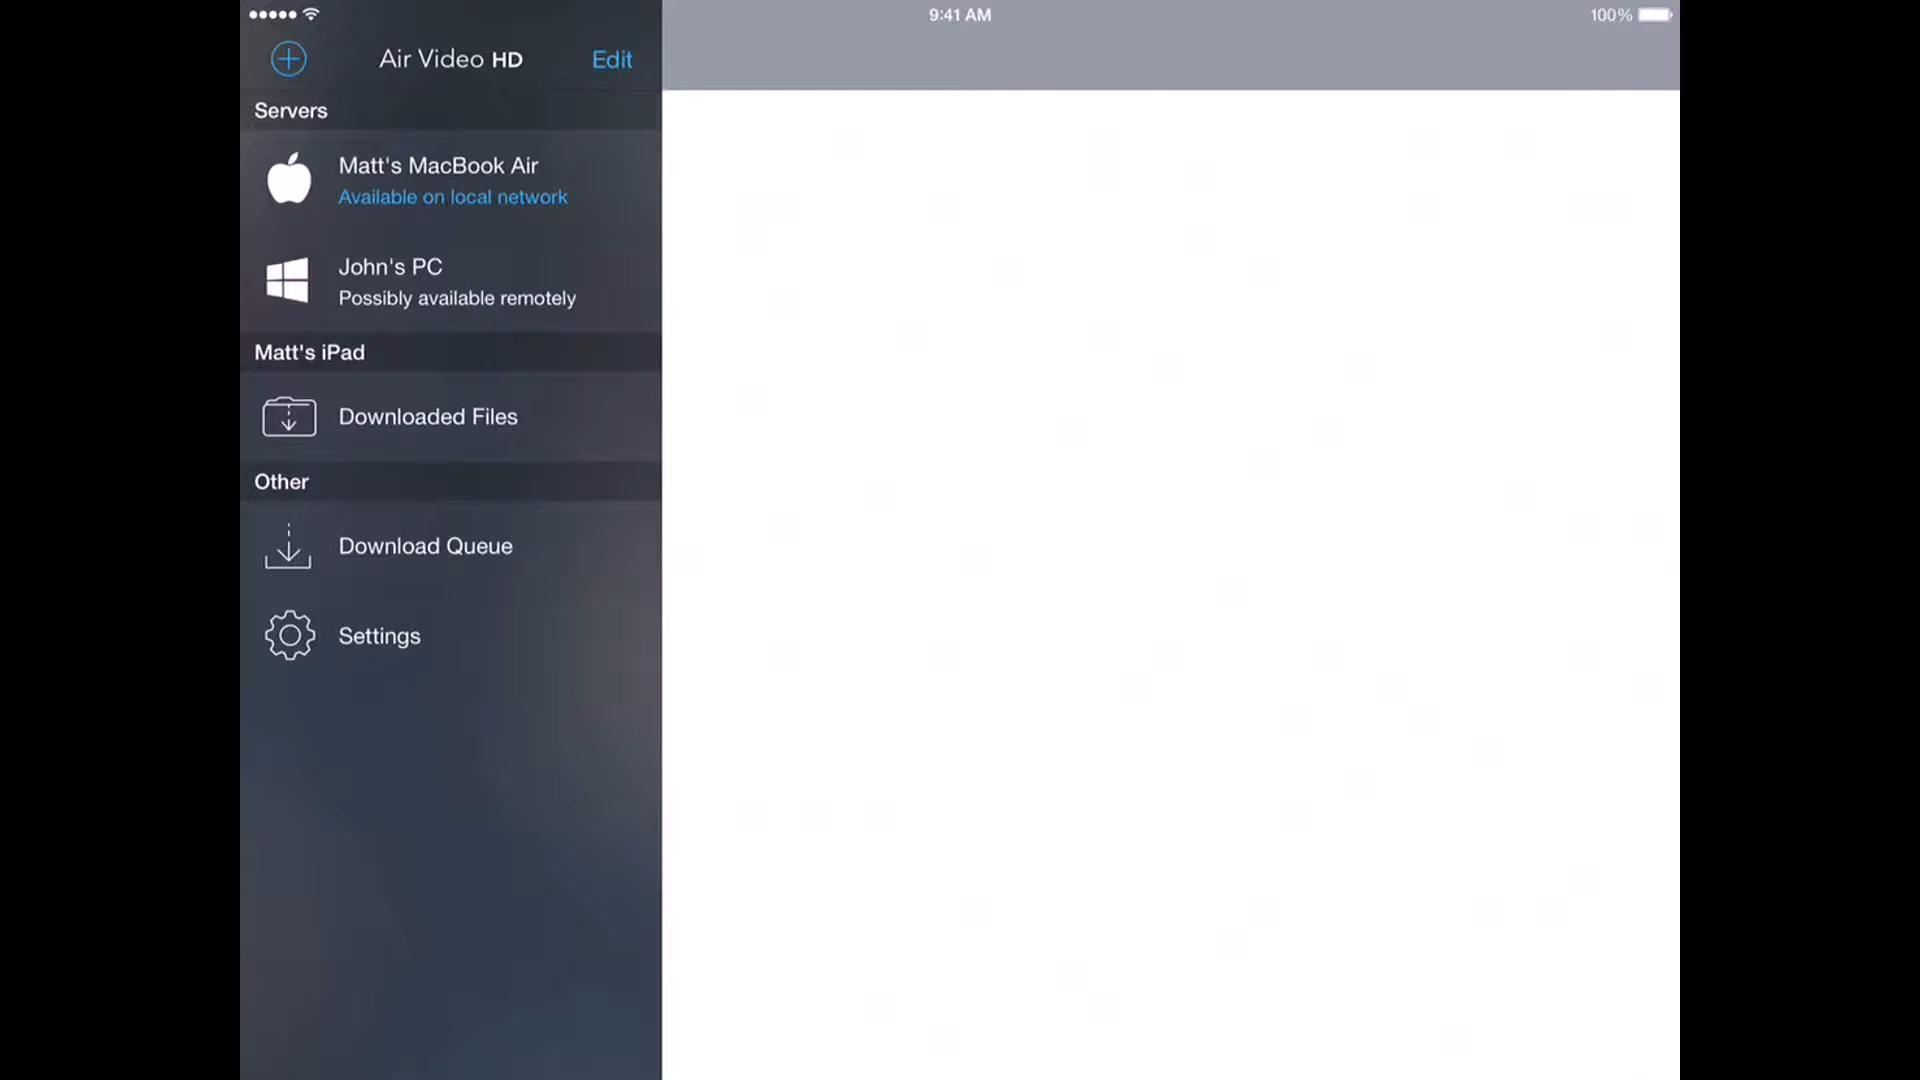 9:41 AM
100%
Air Video HD
Edit
Servers
Matt's MacBook Air
Available on local network
John's PC
Possibly available remotely
Matt's iPad
Downloaded Files
Other
Download Queue
Settings